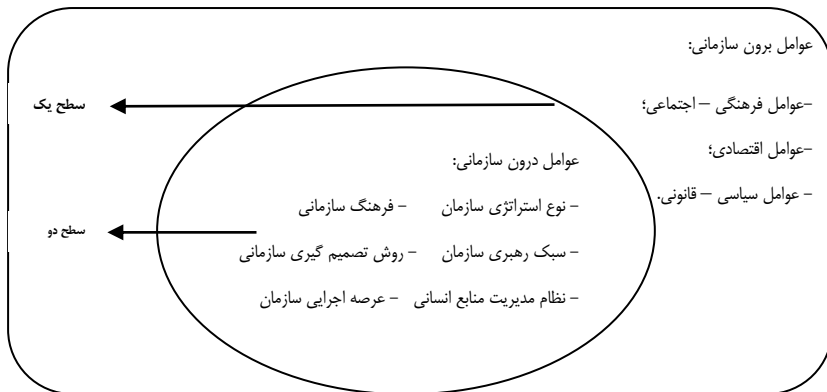 عوامل برون سازمانی:
-عوامل فرهنگی – اجتماعی؛
-عوامل اقتصادی؛
- عوامل سیاسی – قانونی.
سطح یک
عوامل درون سازمانی:
- نوع استراتژی سازمان - فرهنگ سازمانی
- سبک رهبری سازمان - روش تصمیم گیری سازمانی
- نظام مدیریت منابع انسانی - عرصه اجرایی سازمان
سطح دو